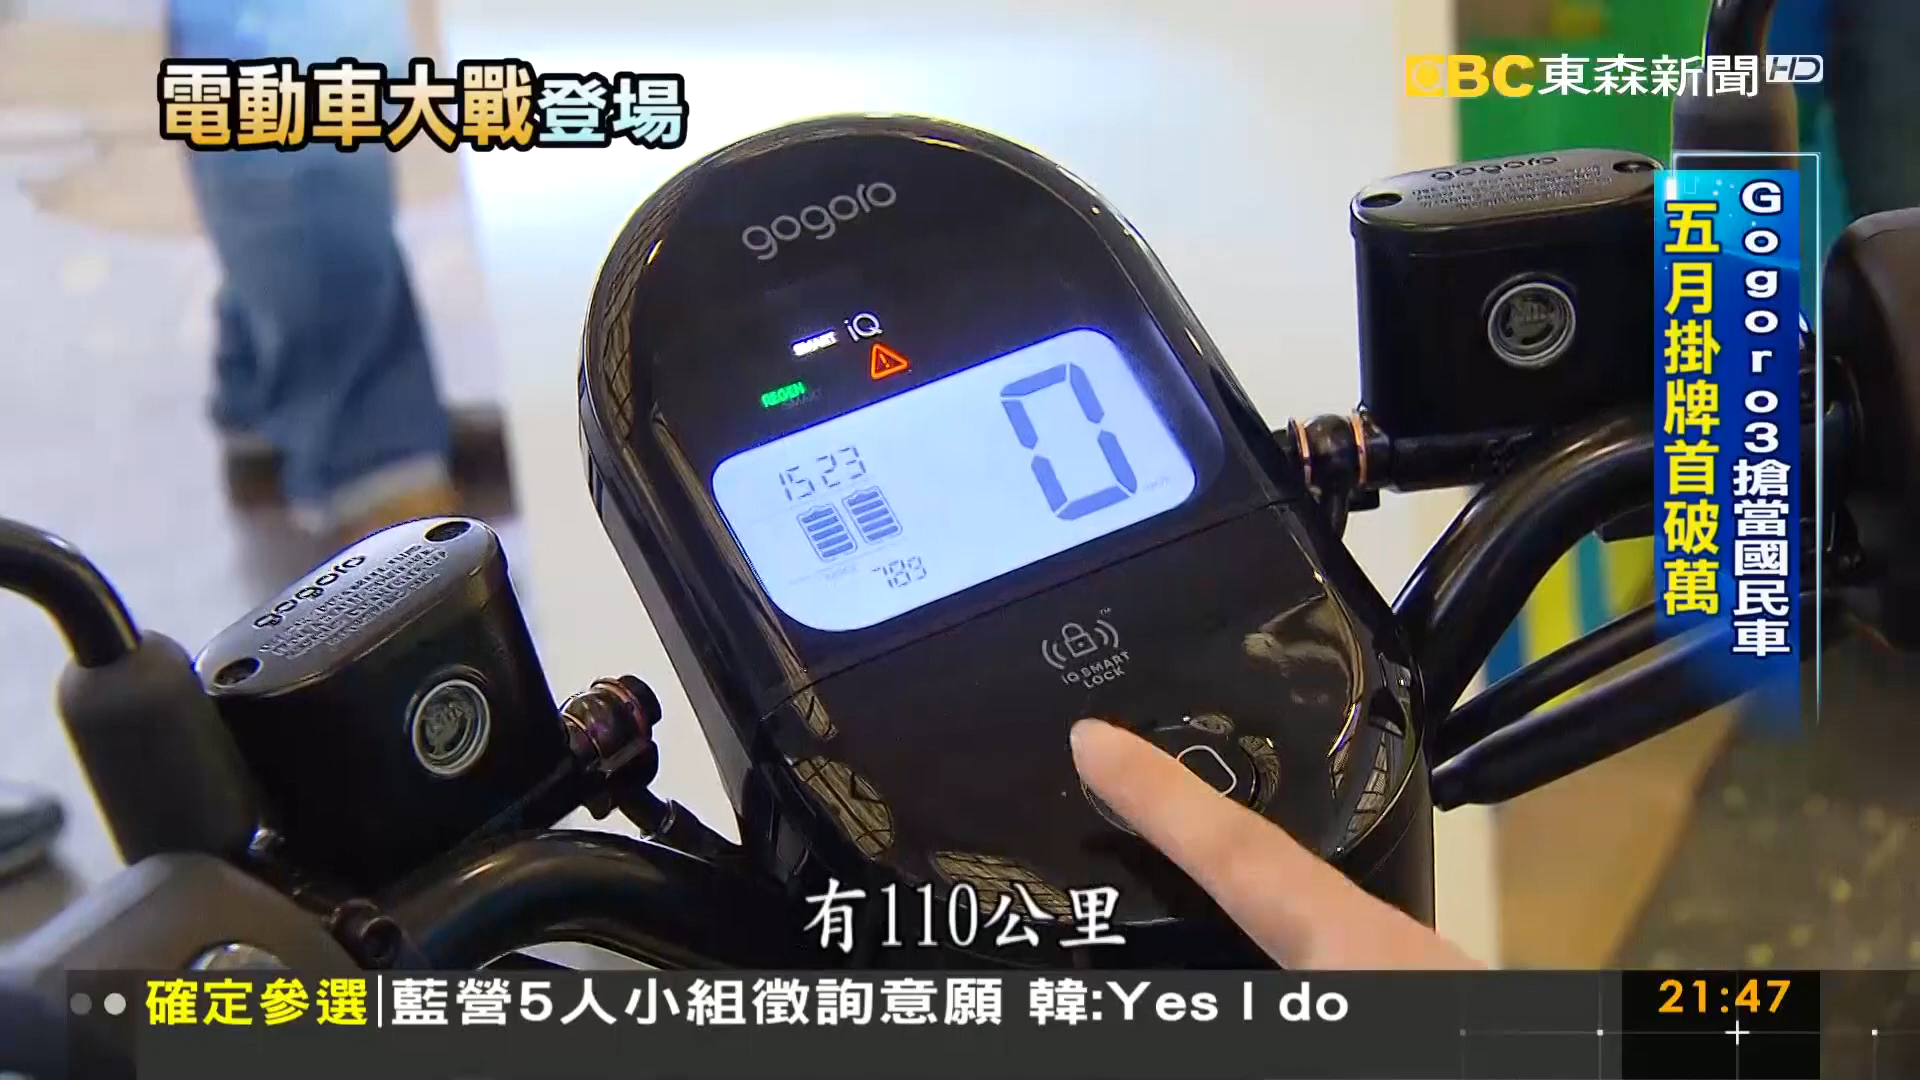 電動車大戰登場
EBC東森新聞HD
Gogoro3搶當國民車
五月掛牌首破萬
gogoro
SMART iQ
REGEN
15 23
0
789
iQ SMART
LOCK
gogoro
gogoro
有110公里
確定參選|藍營5人小組徵詢意願 韓:Yes I do
21:47